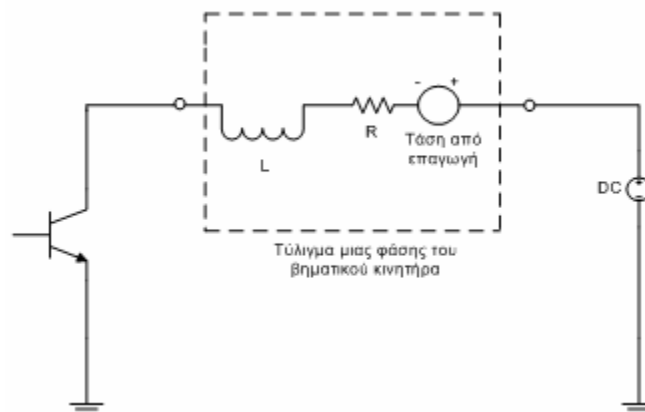 - +
R
Τάση από
επαγωγή
L
DC
+
-
Τύλιγμα μιας φάσης του
βηματικού κινητήρα